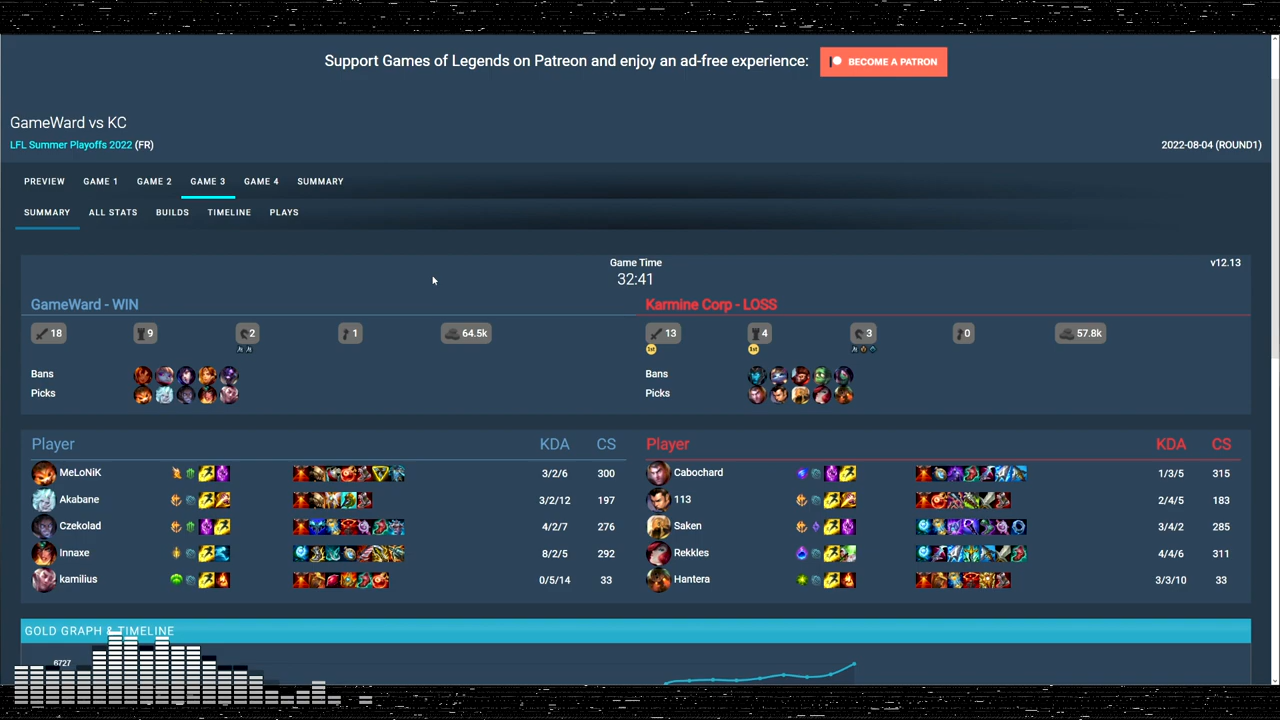 Support Games of Legends on Patreon and enjoy an ad-free experience: BECOME A PATRON
GameWard vs KC
LFL Summer Playoffs 2022 (FR) 2022-08-04 (ROUND1)
PREVIEW GAME 1 GAME 2 GAME 3 GAME 4 SUMMARY
SUMMARY ALL STATS BUILDS TIMELINE PLAYS
Game Time v12.13
32:41
GameWard - WIN Karmine Corp - LOSS
18 9 2 1 64.5k 13 4 3 0 57.8k
1st 1st
Bans Bans
Picks Picks
Player KDA CS Player KDA CS
MeLoNiK 3/2/6 300 Cabochard 1/3/5 315
Akabane 3/2/12 197 113 2/4/5 183
Czekolad 4/2/7 276 Saken 3/4/2 285
Innaxe 8/2/5 292 Rekkles 4/4/6 311
kamilius 0/5/14 33 Hantera 3/3/10 33
GOLD GRAPH & TIMELINE
6727